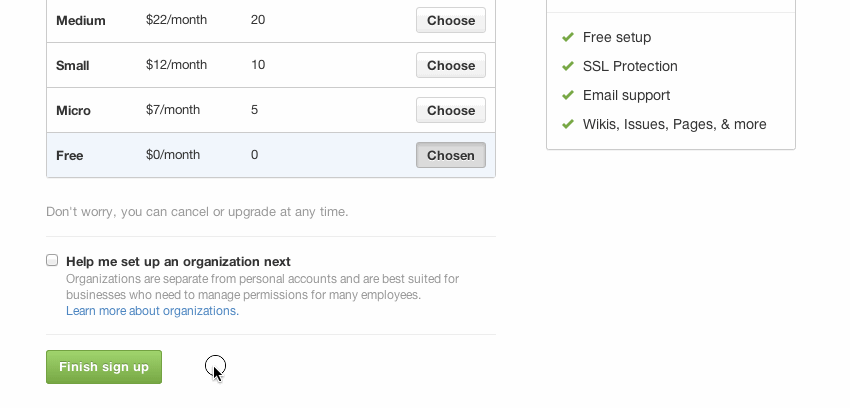 Medium $22/month 20 Choose
Small $12/month 10 Choose
Micro $7/month 5 Choose
Free $0/month 0 Chosen
Don't worry, you can cancel or upgrade at any time.
Help me set up an organization next
Organizations are separate from personal accounts and are best suited for
businesses who need to manage permissions for many employees.
Learn more about organizations.
Finish sign up
Free setup
SSL Protection
Email support
Wikis, Issues, Pages, & more